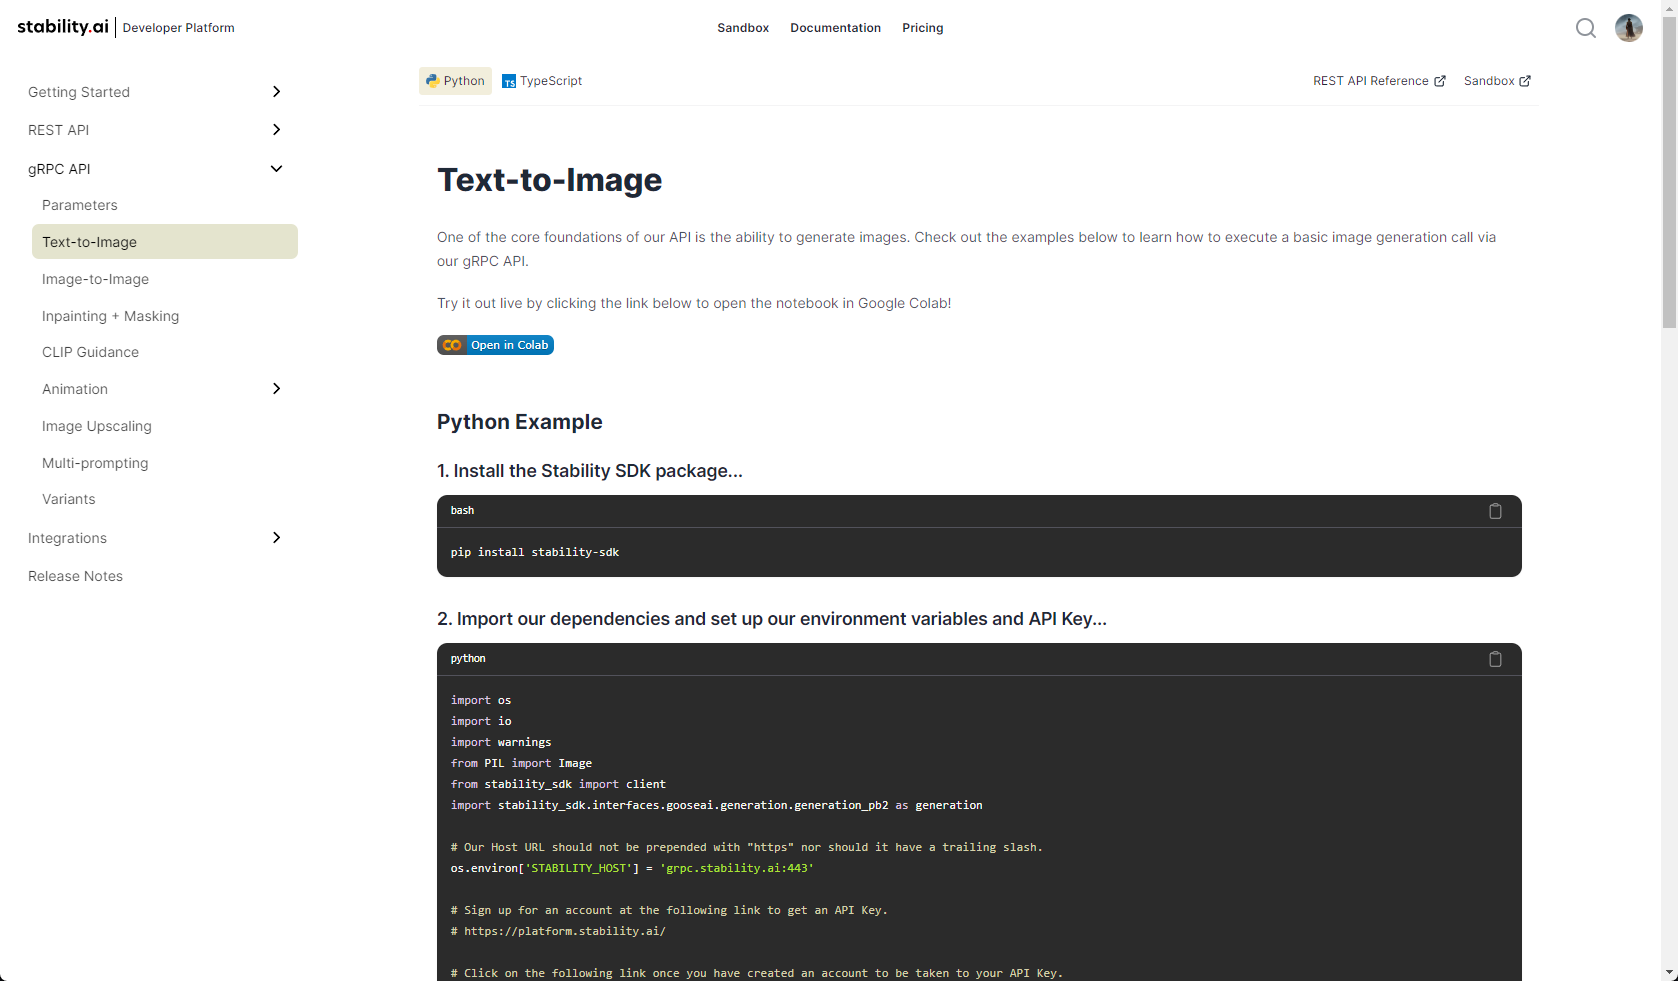 stability.ai | Developer Platform
Sandbox Documentation Pricing
Getting Started
REST API
gRPC API
Parameters
Text-to-Image
Image-to-Image
Inpainting + Masking
CLIP Guidance
Animation
Image Upscaling
Multi-prompting
Variants
Integrations
Release Notes
Python TS TypeScript
REST API Reference Sandbox
Text-to-Image
One of the core foundations of our API is the ability to generate images. Check out the examples below to learn how to execute a basic image generation call via
our gRPC API.
Try it out live by clicking the link below to open the notebook in Google Colab!
Open in Colab
Python Example
1. Install the Stability SDK package...
bash
pip install stability-sdk
2. Import our dependencies and set up our environment variables and API Key...
python
import os
import io
import warnings
from PIL import Image
from stability_sdk import client
import stability_sdk.interfaces.gooseai.generation.generation_pb2 as generation
# Our Host URL should not be prepended with "https" nor should it have a trailing slash.
os.environ['STABILITY_HOST'] = 'grpc.stability.ai:443'
# Sign up for an account at the following link to get an API Key.
# https://platform.stability.ai/
# Click on the following link once you have created an account to be taken to your API Key.